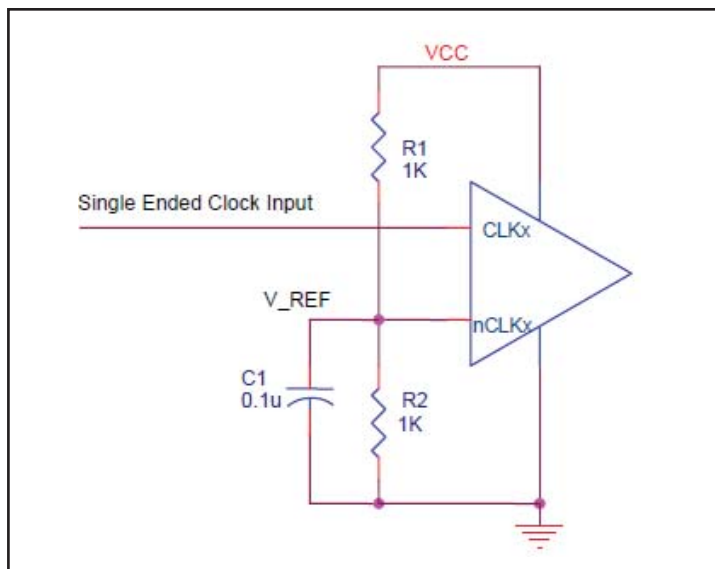 VCC
R1
1K
Single Ended Clock Input
CLKx
V_REF
nCLKx
C1
0.1u
R2
1K